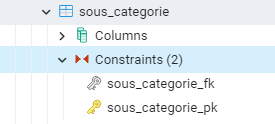 sous_categorie
Columns
Constraints (2)
sous_categorie_fk
sous_categorie_pk